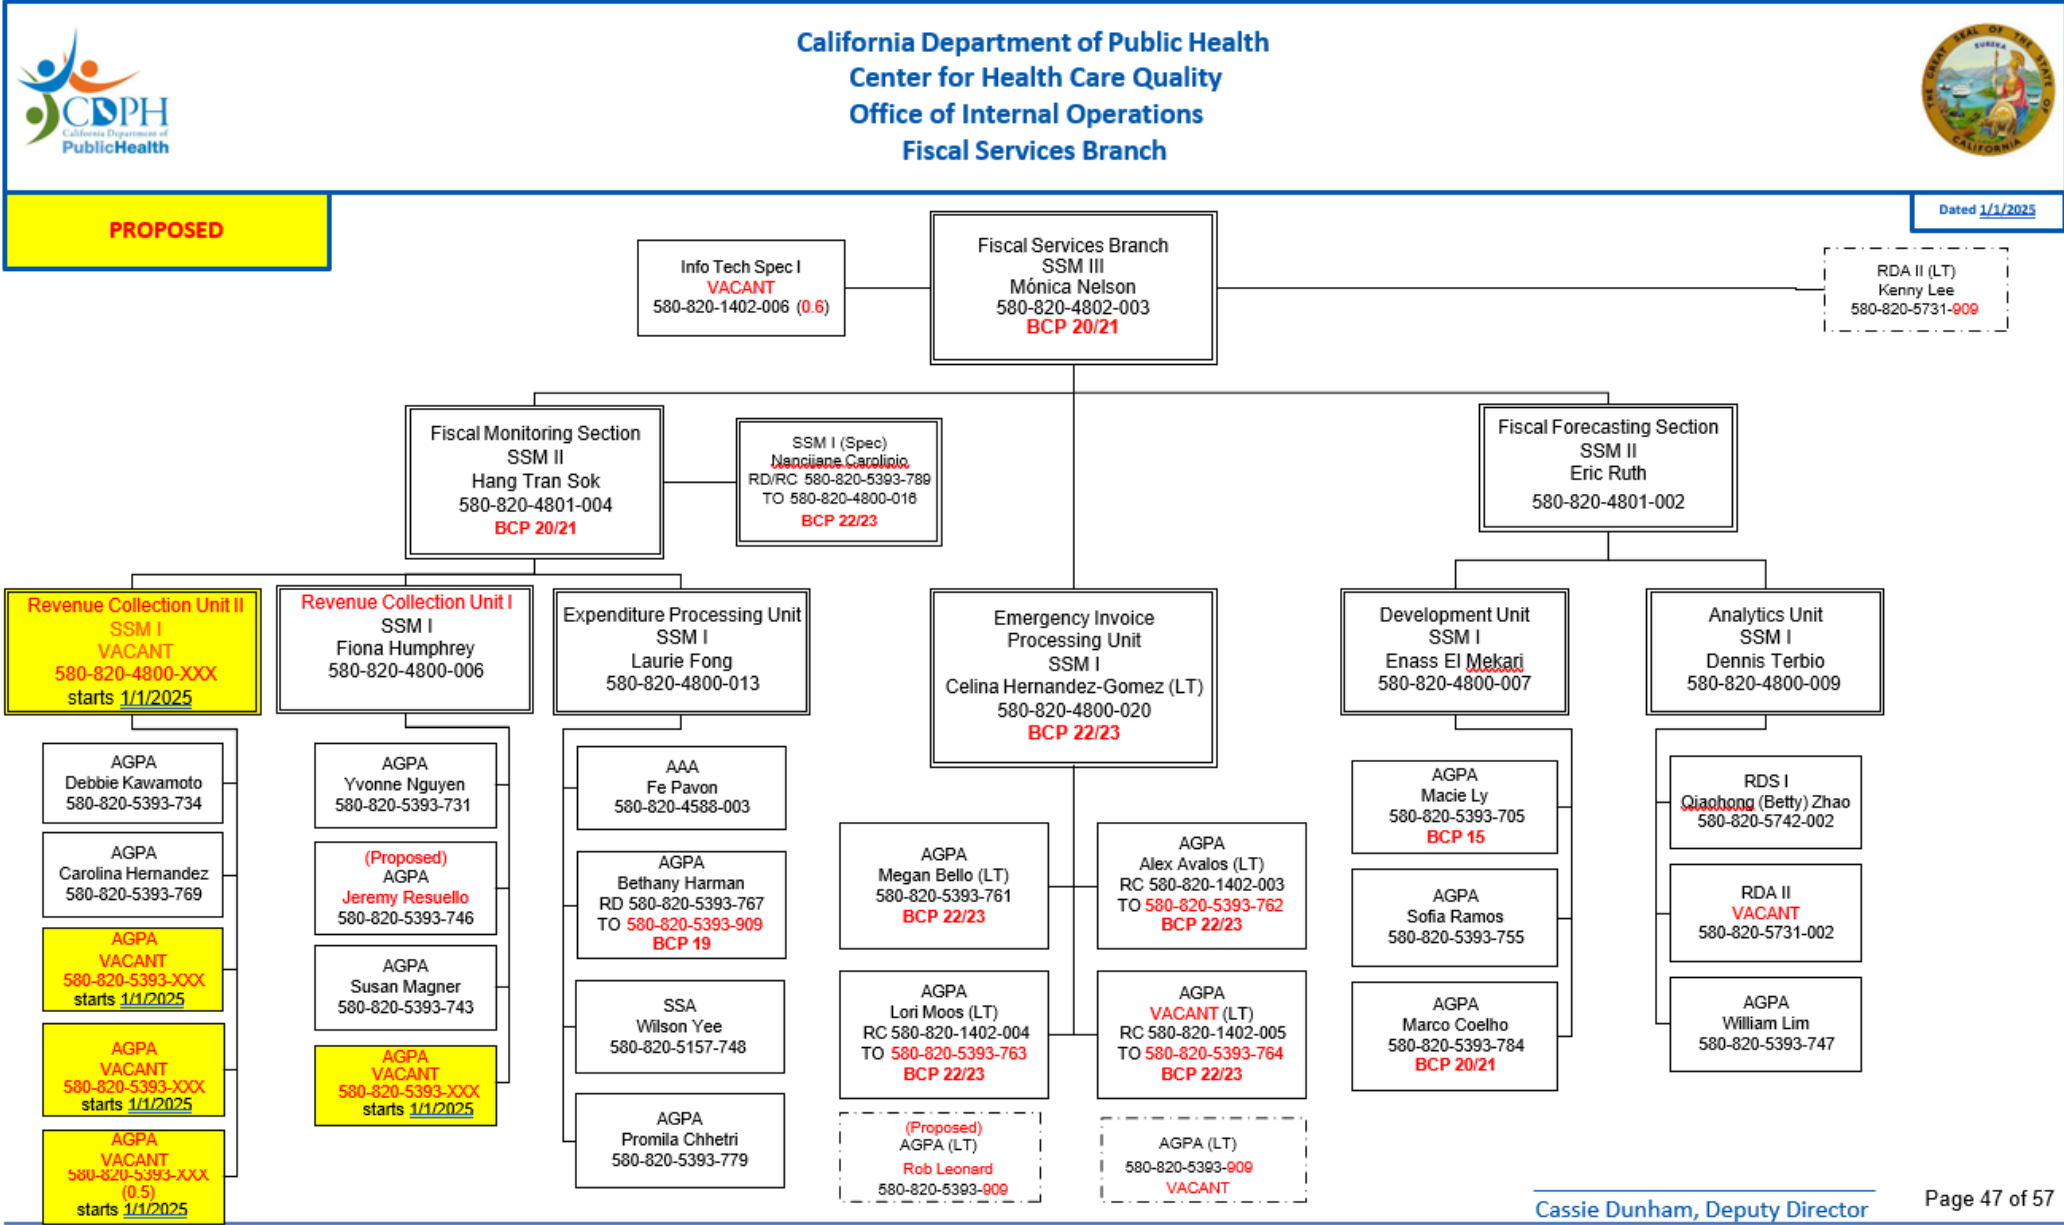 California Department of Public Health
Center for Health Care Quality
Office of Internal Operations
Fiscal Services Branch
CDPH
California Department of
PublicHealth
THE GREAT SEAL OF THE STATE OF CALIFORNIA
EUREKA
PROPOSED
Dated 1/1/2025
Fiscal Services Branch
SSM III
Mónica Nelson
580-820-4802-003
BCP 20/21
Info Tech Spec I
VACANT
580-820-1402-006 (0.6)
RDA II (LT)
Kenny Lee
580-820-5731-909
Fiscal Monitoring Section
SSM II
Hang Tran Sok
580-820-4801-004
BCP 20/21
SSM I (Spec)
Nancijane Carolipio
RD/RC 580-820-5393-789
TO 580-820-4800-016
BCP 22/23
Fiscal Forecasting Section
SSM II
Eric Ruth
580-820-4801-002
Revenue Collection Unit II
SSM I
VACANT
580-820-4800-XXX
starts 1/1/2025
Revenue Collection Unit I
SSM I
Fiona Humphrey
580-820-4800-006
Expenditure Processing Unit
SSM I
Laurie Fong
580-820-4800-013
Emergency Invoice
Processing Unit
SSM I
Celina Hernandez-Gomez (LT)
580-820-4800-020
BCP 22/23
Development Unit
SSM I
Enass El Mekari
580-820-4800-007
Analytics Unit
SSM I
Dennis Terbio
580-820-4800-009
AGPA
Debbie Kawamoto
580-820-5393-734
AGPA
Carolina Hernandez
580-820-5393-769
AGPA
VACANT
580-820-5393-XXX
starts 1/1/2025
AGPA
VACANT
580-820-5393-XXX
starts 1/1/2025
AGPA
VACANT
580-820-5393-XXX
(0.5)
starts 1/1/2025
AGPA
Yvonne Nguyen
580-820-5393-731
(Proposed)
AGPA
Jeremy Resuello
580-820-5393-746
AGPA
Susan Magner
580-820-5393-743
AGPA
VACANT
580-820-5393-XXX
starts 1/1/2025
AAA
Fe Pavon
580-820-4588-003
AGPA
Bethany Harman
RD 580-820-5393-767
TO 580-820-5393-909
BCP 19
SSA
Wilson Yee
580-820-5157-748
AGPA
Promila Chhetri
580-820-5393-779
AGPA
Megan Bello (LT)
580-820-5393-761
BCP 22/23
AGPA
Alex Avalos (LT)
RC 580-820-1402-003
TO 580-820-5393-762
BCP 22/23
AGPA
Lori Moos (LT)
RC 580-820-1402-004
TO 580-820-5393-763
BCP 22/23
AGPA
VACANT (LT)
RC 580-820-1402-005
TO 580-820-5393-764
BCP 22/23
(Proposed)
AGPA (LT)
Rob Leonard
580-820-5393-909
AGPA (LT)
580-820-5393-909
VACANT
AGPA
Macie Ly
580-820-5393-705
BCP 15
AGPA
Sofia Ramos
580-820-5393-755
AGPA
Marco Coelho
580-820-5393-784
BCP 20/21
RDS I
Qiaohong (Betty) Zhao
580-820-5742-002
RDA II
VACANT
580-820-5731-002
AGPA
William Lim
580-820-5393-747
Cassie Dunham, Deputy Director
Page 47 of 57